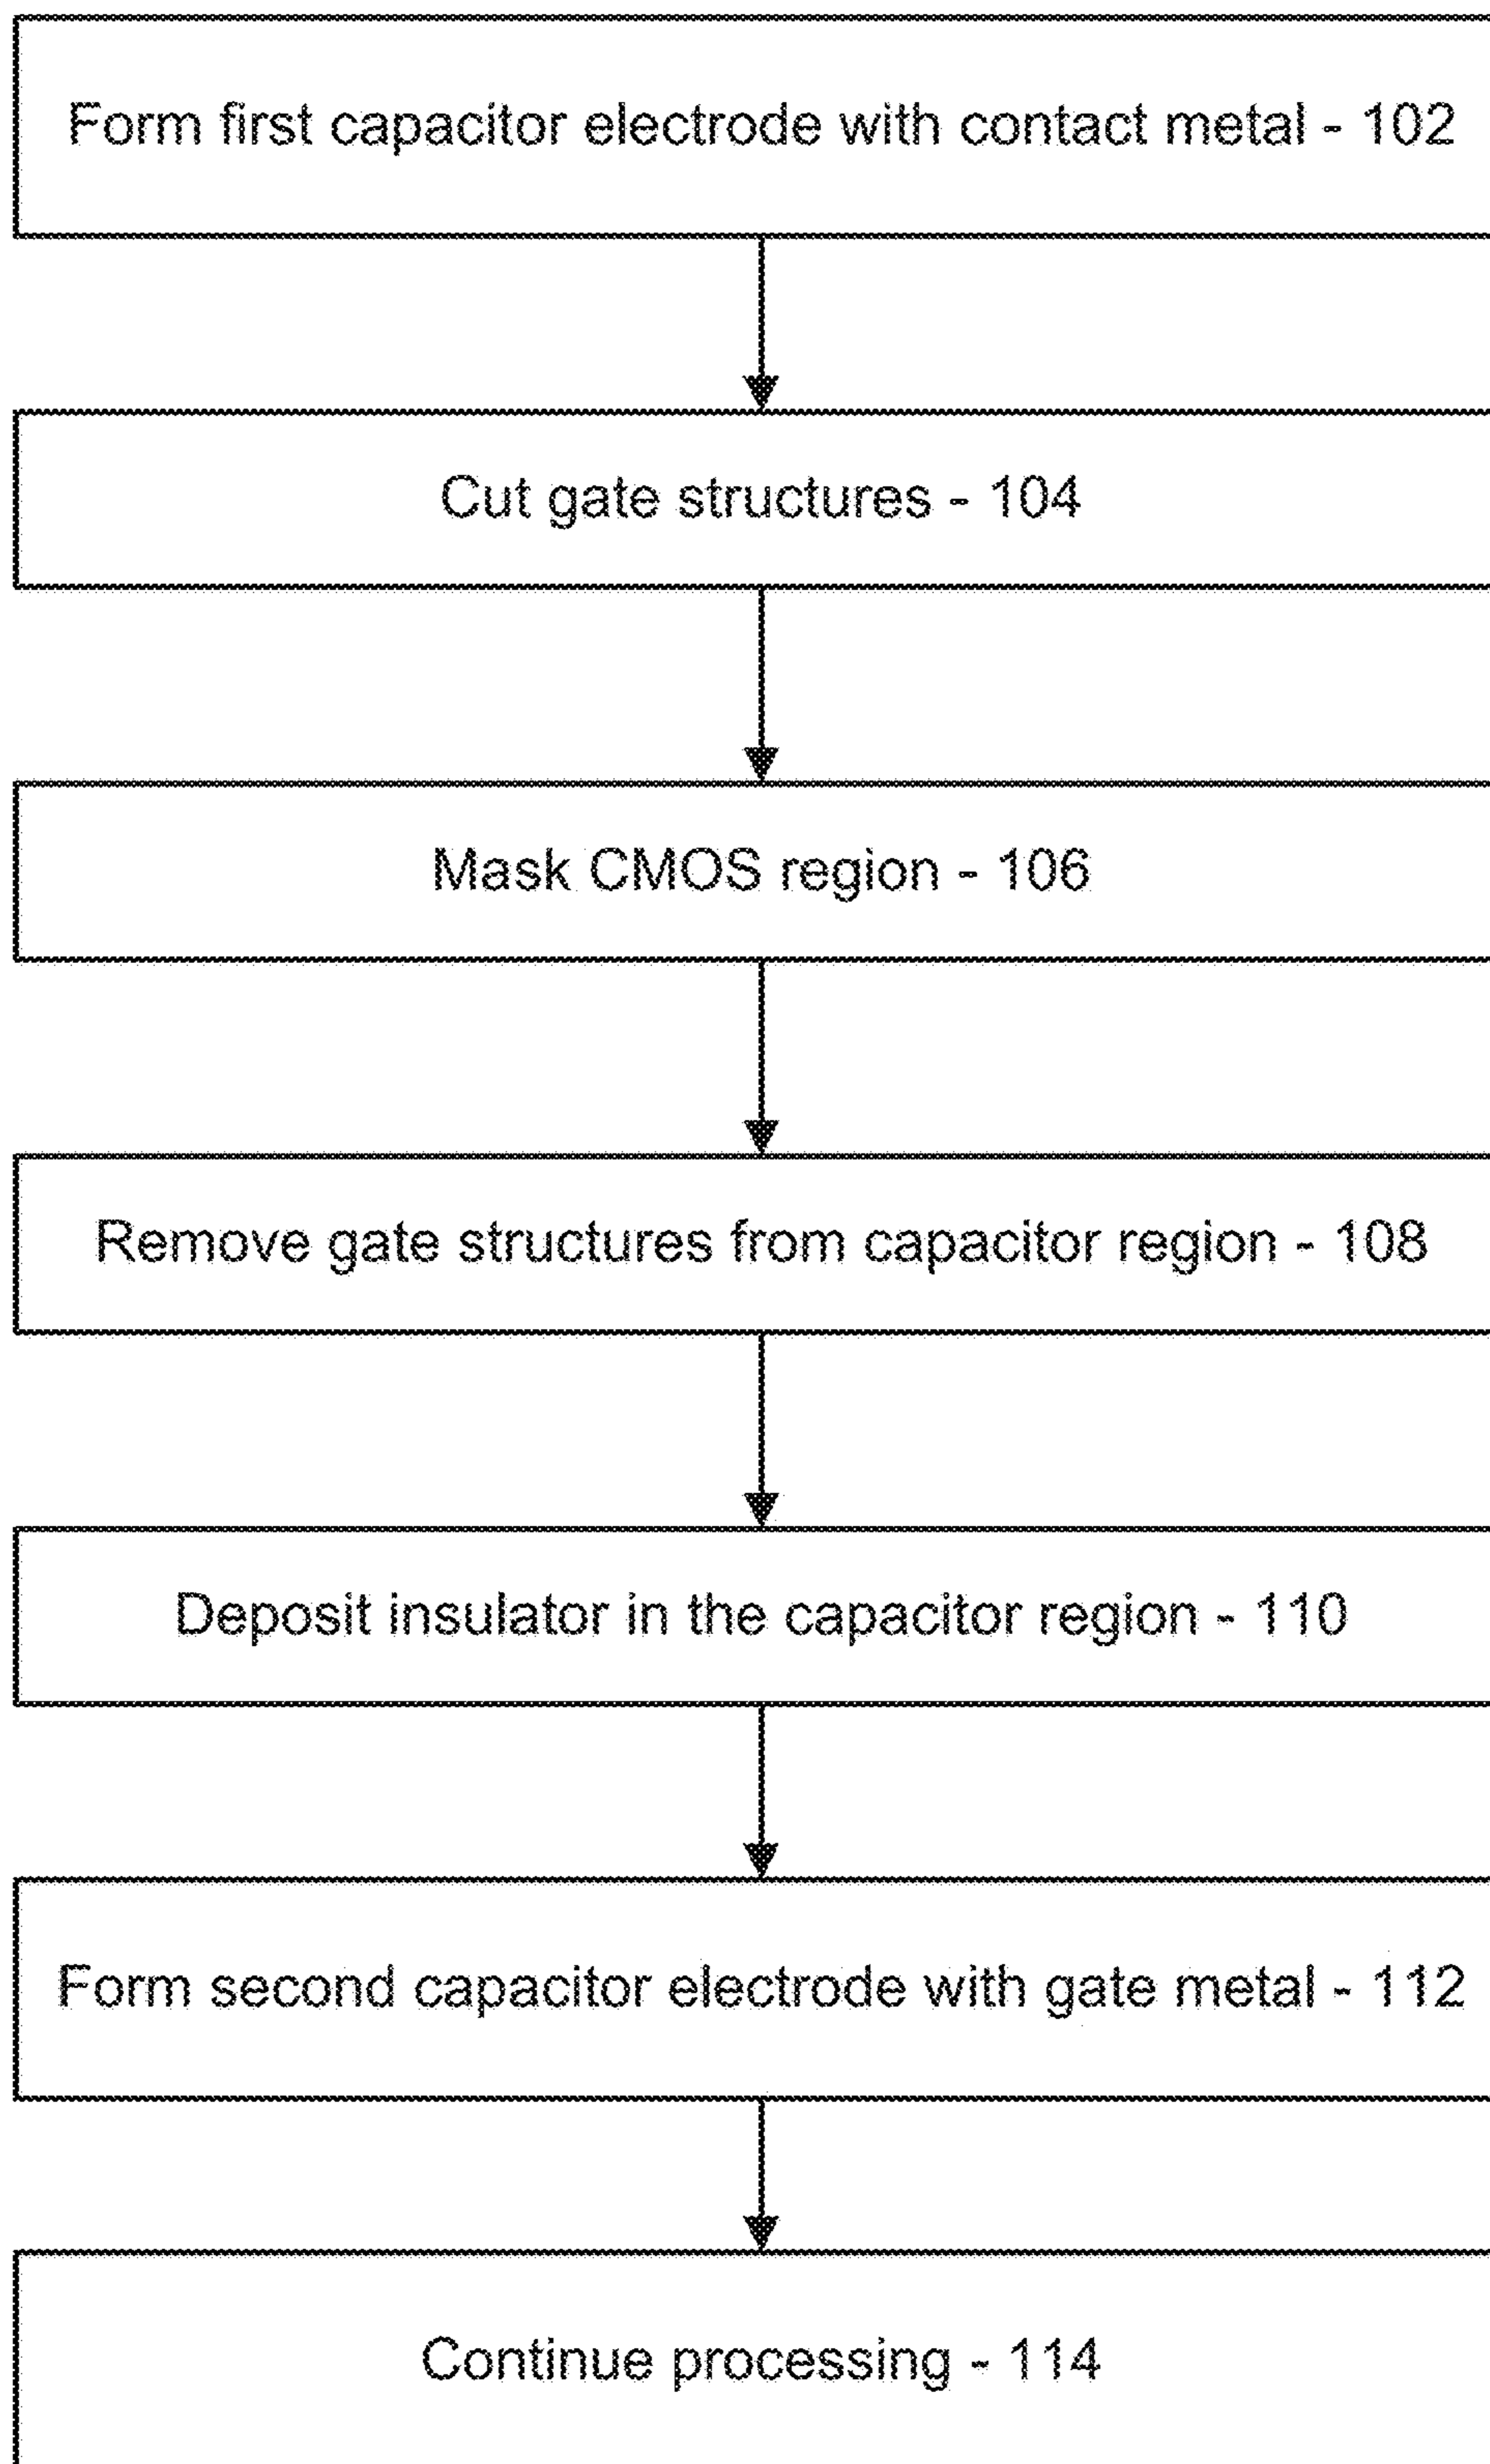 Form first capacitor electrode with contact metal - 102
Cut gate structures - 104
Mask CMOS region - 106
Remove gate structures from capacitor region - 108
Deposit insulator in the capacitor region - 110
Form second capacitor electrode with gate metal - 112
Continue processing - 114